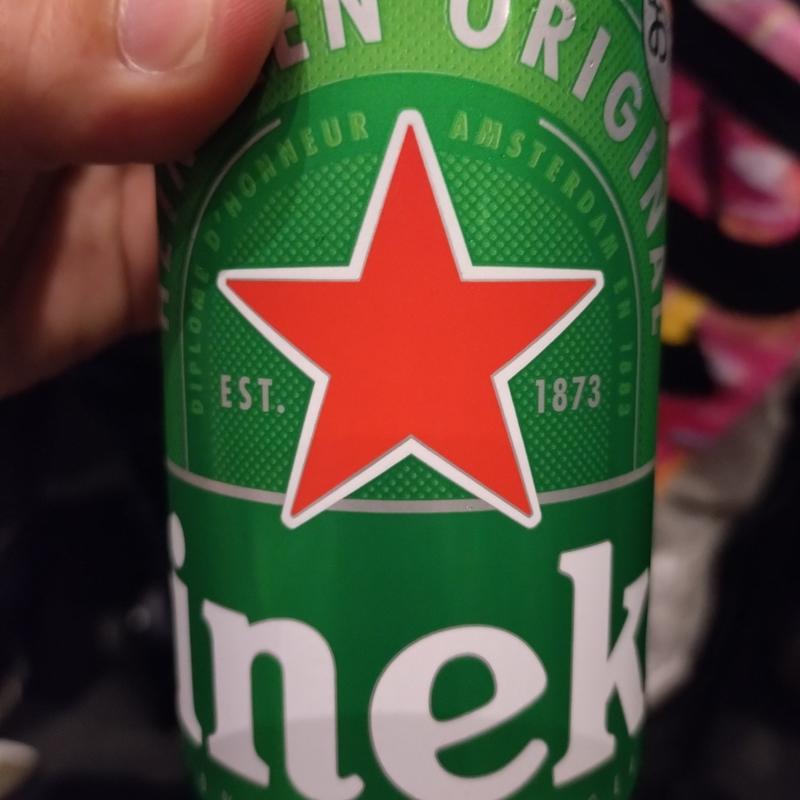 EN ORIGINAL
DIPLOME D'HONNEUR AMSTERDAM EN 1883
EST. 1873
inek